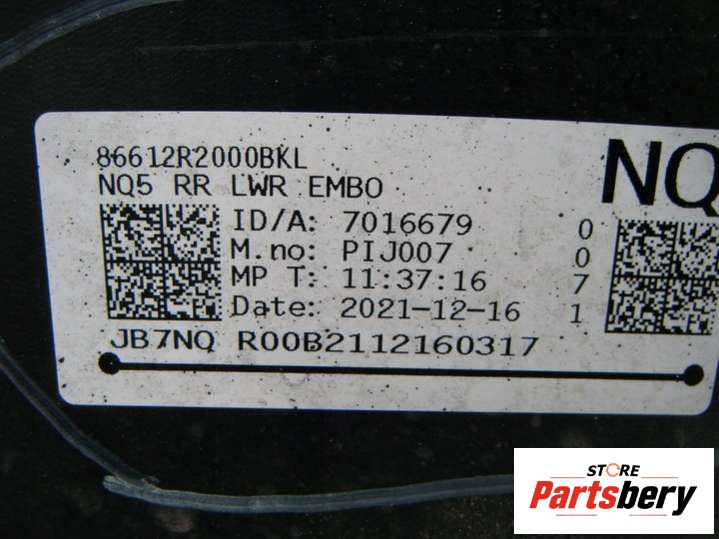 86612R2000BKL
NQ5 RR LWR EMBO
NQ
ID/A: 7016679
M.no: PIJ007
MP T: 11:37:16
Date: 2021-12-16
0
0
7
1
JB7NQ R00B2112160317
STORE
Partsbery